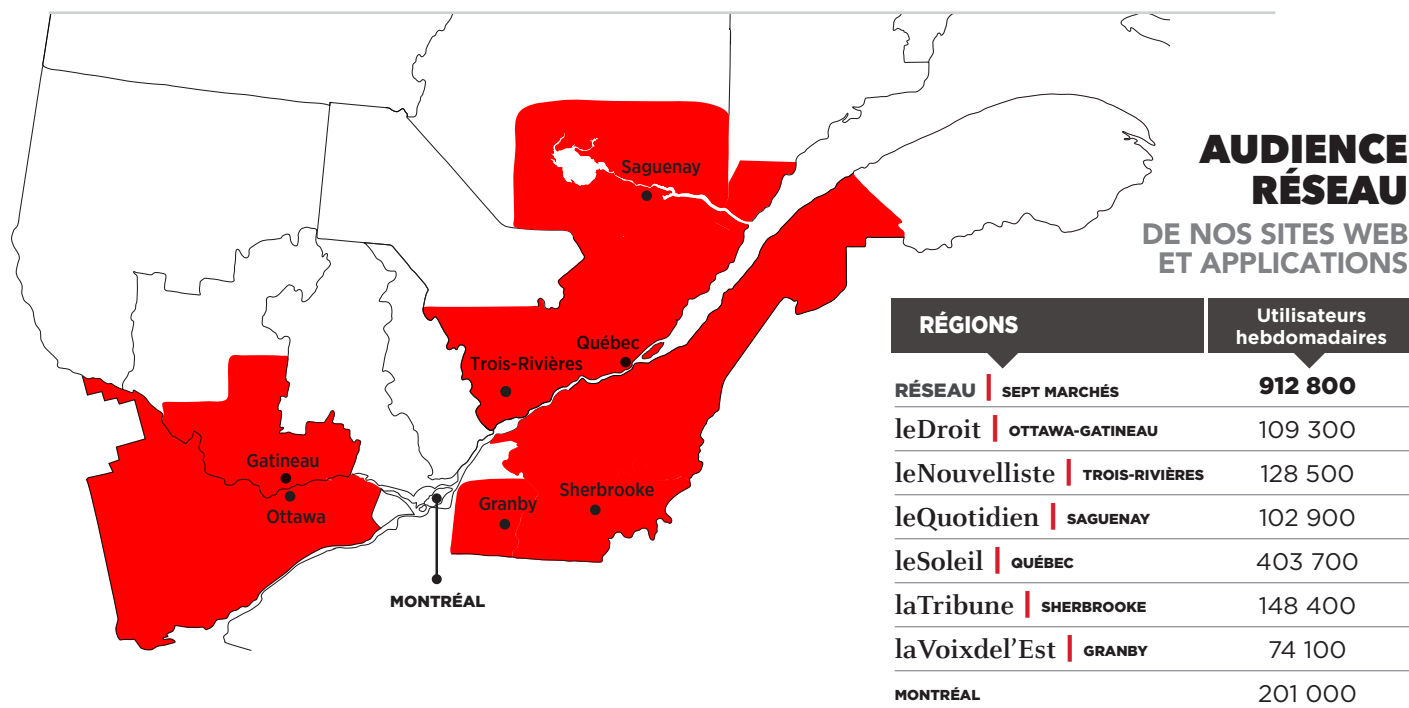 Saguenay
Québec
Trois-Rivières
Gatineau
Ottawa
Granby
Sherbrooke
MONTRÉAL
AUDIENCE
RÉSEAU
DE NOS SITES WEB
ET APPLICATIONS
RÉGIONS Utilisateurs hebdomadaires
RÉSEAU | SEPT MARCHÉS 912 800
leDroit | OTTAWA-GATINEAU 109 300
leNouvelliste | TROIS-RIVIÈRES 128 500
leQuotidien | SAGUENAY 102 900
leSoleil | QUÉBEC 403 700
laTribune | SHERBROOKE 148 400
laVoixdel’Est | GRANBY 74 100
MONTRÉAL 201 000